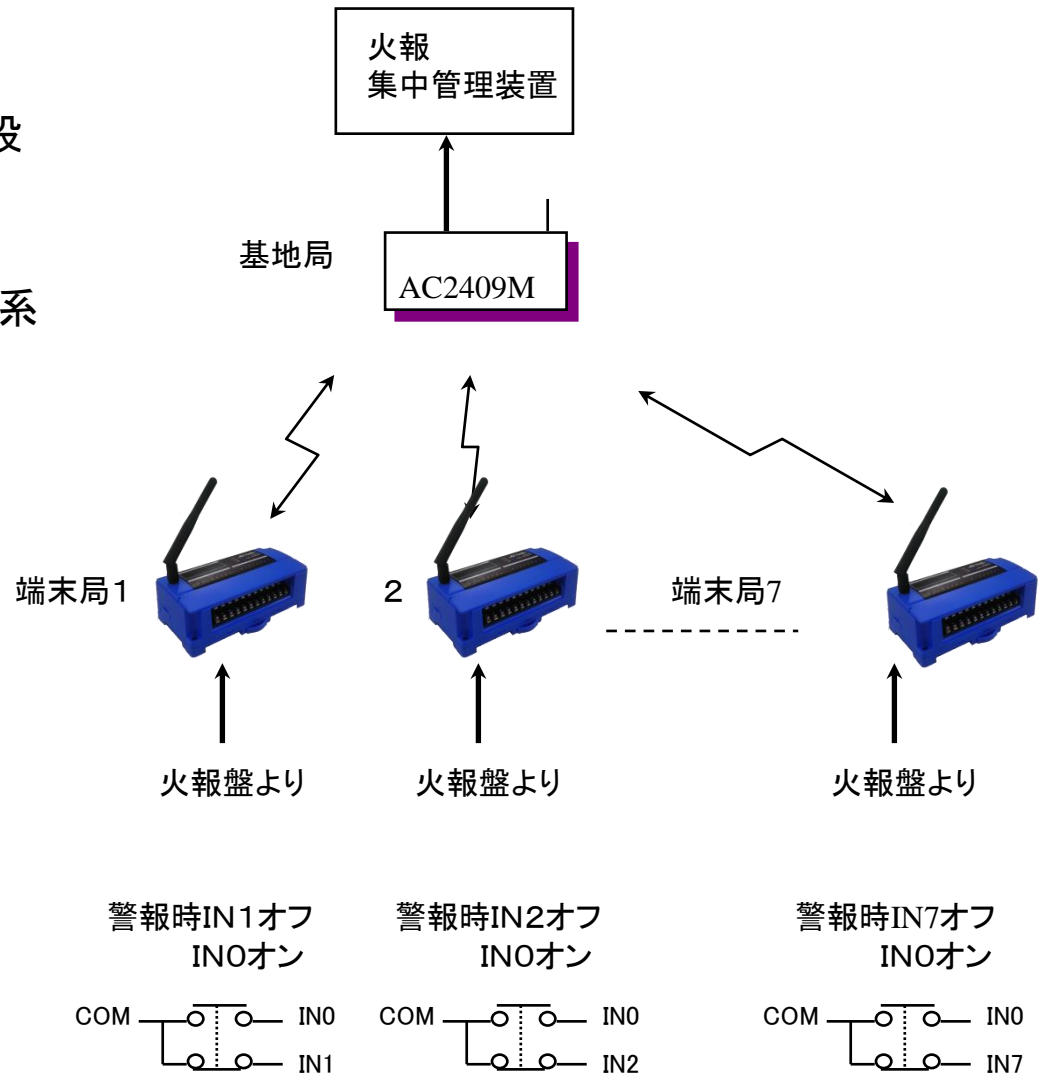 火報
集中管理装置
設
基地局
AC2409M
系
端末局1
2
端末局7
火報盤より
火報盤より
火報盤より
警報時IN1オフ
IN0オン
警報時IN2オフ
IN0オン
警報時IN7オフ
IN0オン
COM
IN0
IN1
COM
IN0
IN2
COM
IN0
IN7